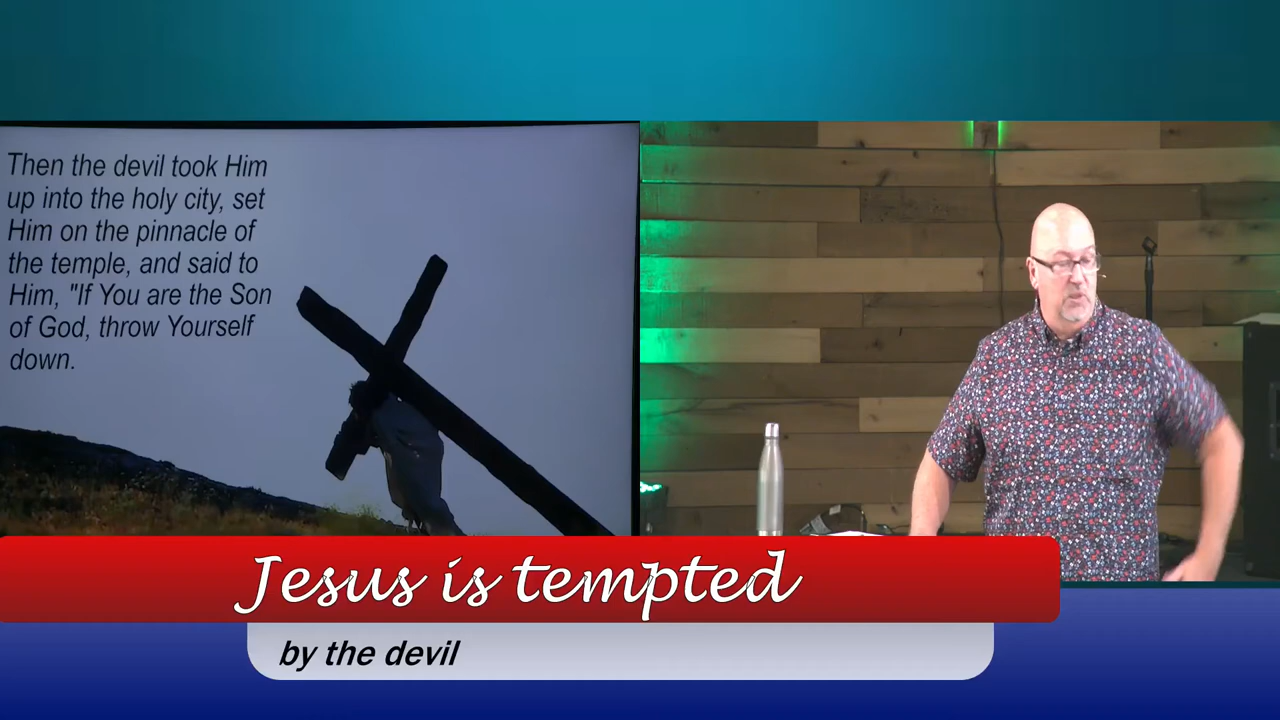 Then the devil took Him
up into the holy city, set
Him on the pinnacle of
the temple, and said to
Him, "If You are the Son
of God, throw Yourself
down.
Jesus is tempted
by the devil